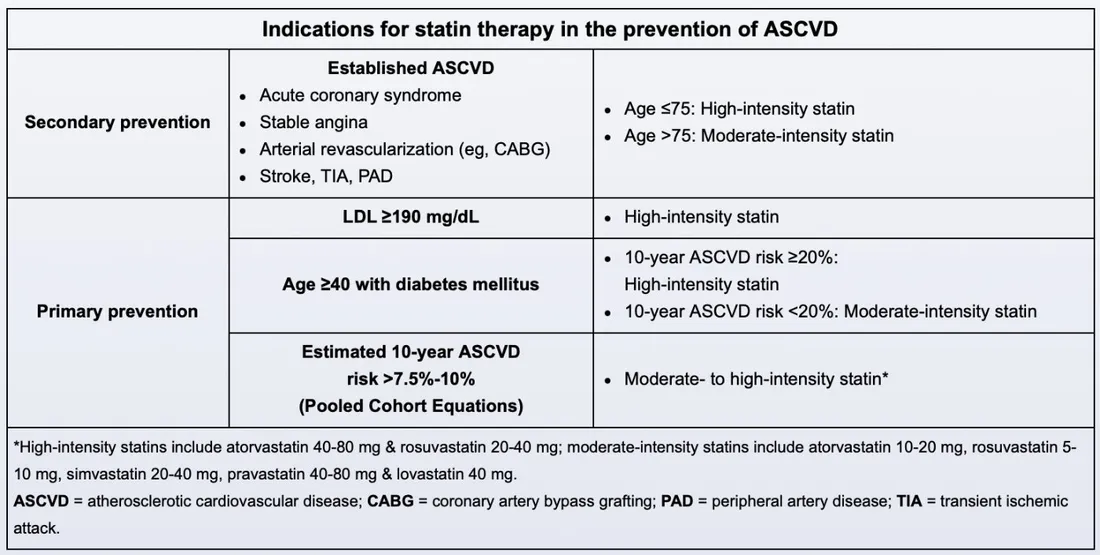 Indications for statin therapy in the prevention of ASCVD
Secondary prevention
Established ASCVD
• Acute coronary syndrome
• Stable angina
• Arterial revascularization (eg, CABG)
• Stroke, TIA, PAD
• Age ≤75: High-intensity statin
• Age >75: Moderate-intensity statin
Primary prevention
LDL ≥190 mg/dL
• High-intensity statin
Age ≥40 with diabetes mellitus
• 10-year ASCVD risk ≥20%:
High-intensity statin
• 10-year ASCVD risk <20%: Moderate-intensity statin
Estimated 10-year ASCVD
risk >7.5%-10%
(Pooled Cohort Equations)
• Moderate- to high-intensity statin*
*High-intensity statins include atorvastatin 40-80 mg & rosuvastatin 20-40 mg; moderate-intensity statins include atorvastatin 10-20 mg, rosuvastatin 5-
10 mg, simvastatin 20-40 mg, pravastatin 40-80 mg & lovastatin 40 mg.
ASCVD = atherosclerotic cardiovascular disease; CABG = coronary artery bypass grafting; PAD = peripheral artery disease; TIA = transient ischemic
attack.